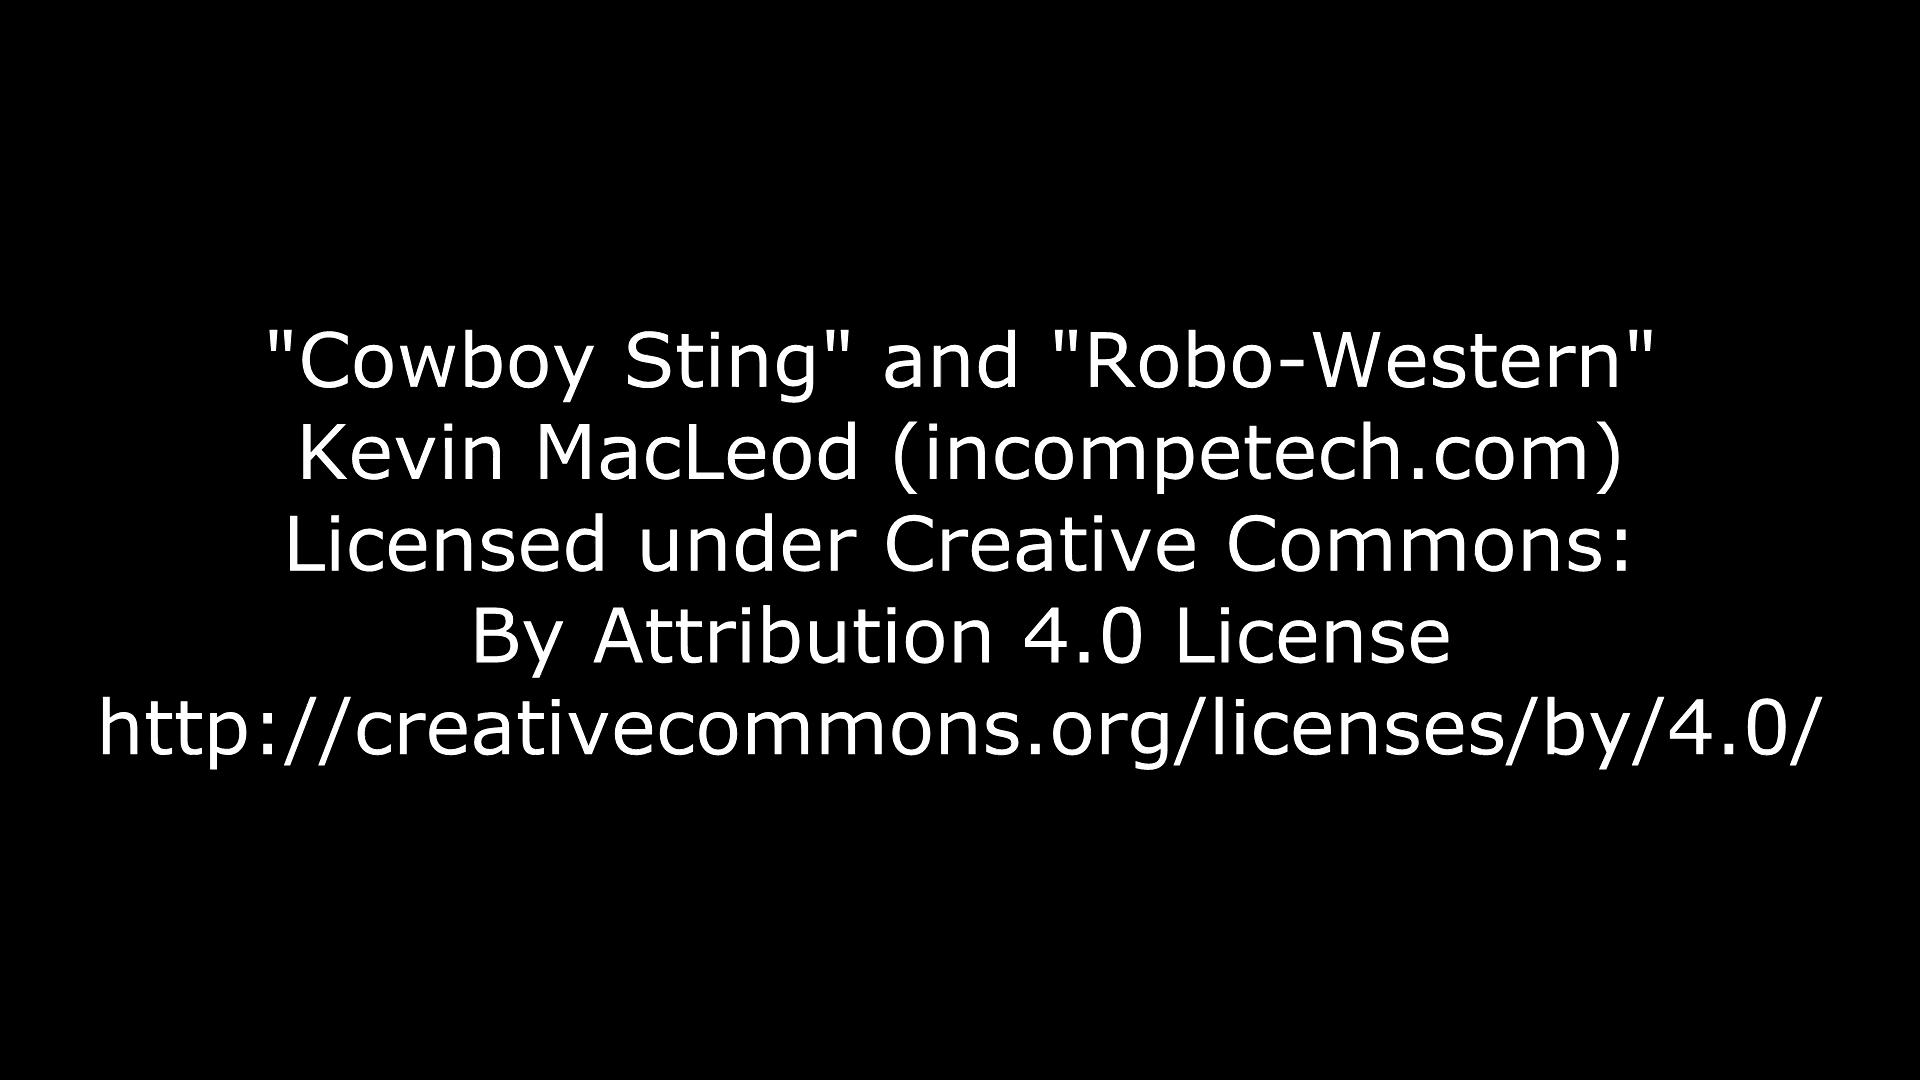 "Cowboy Sting" and "Robo-Western"
Kevin MacLeod (incompetech.com)
Licensed under Creative Commons:
By Attribution 4.0 License
http://creativecommons.org/licenses/by/4.0/